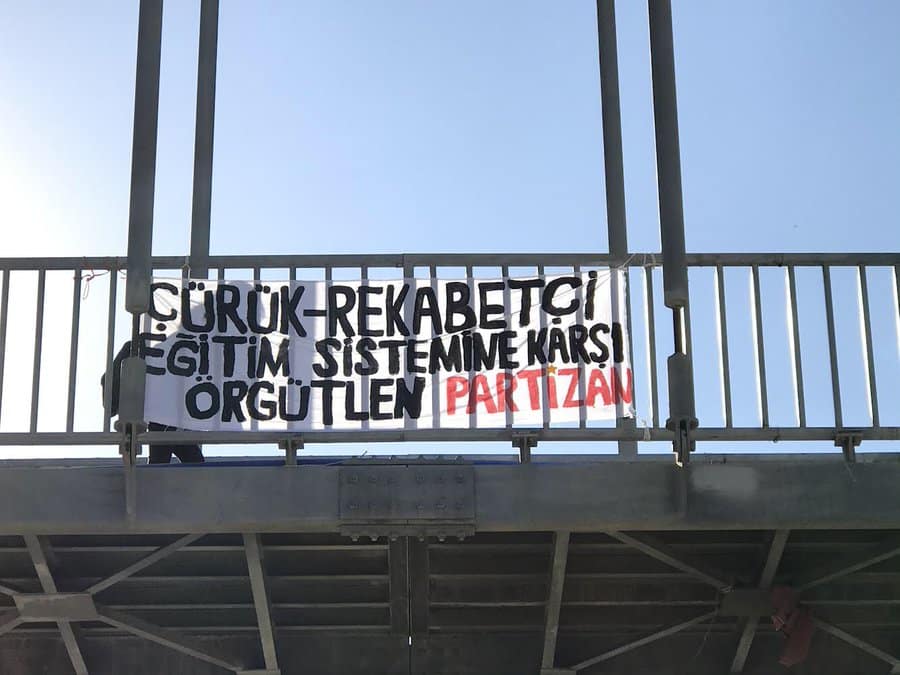 ÇÜRÜK-REKABETÇİ
EĞİTİM SİSTEMİNE KARŞI
ÖRGÜTLEN PARTİZAN